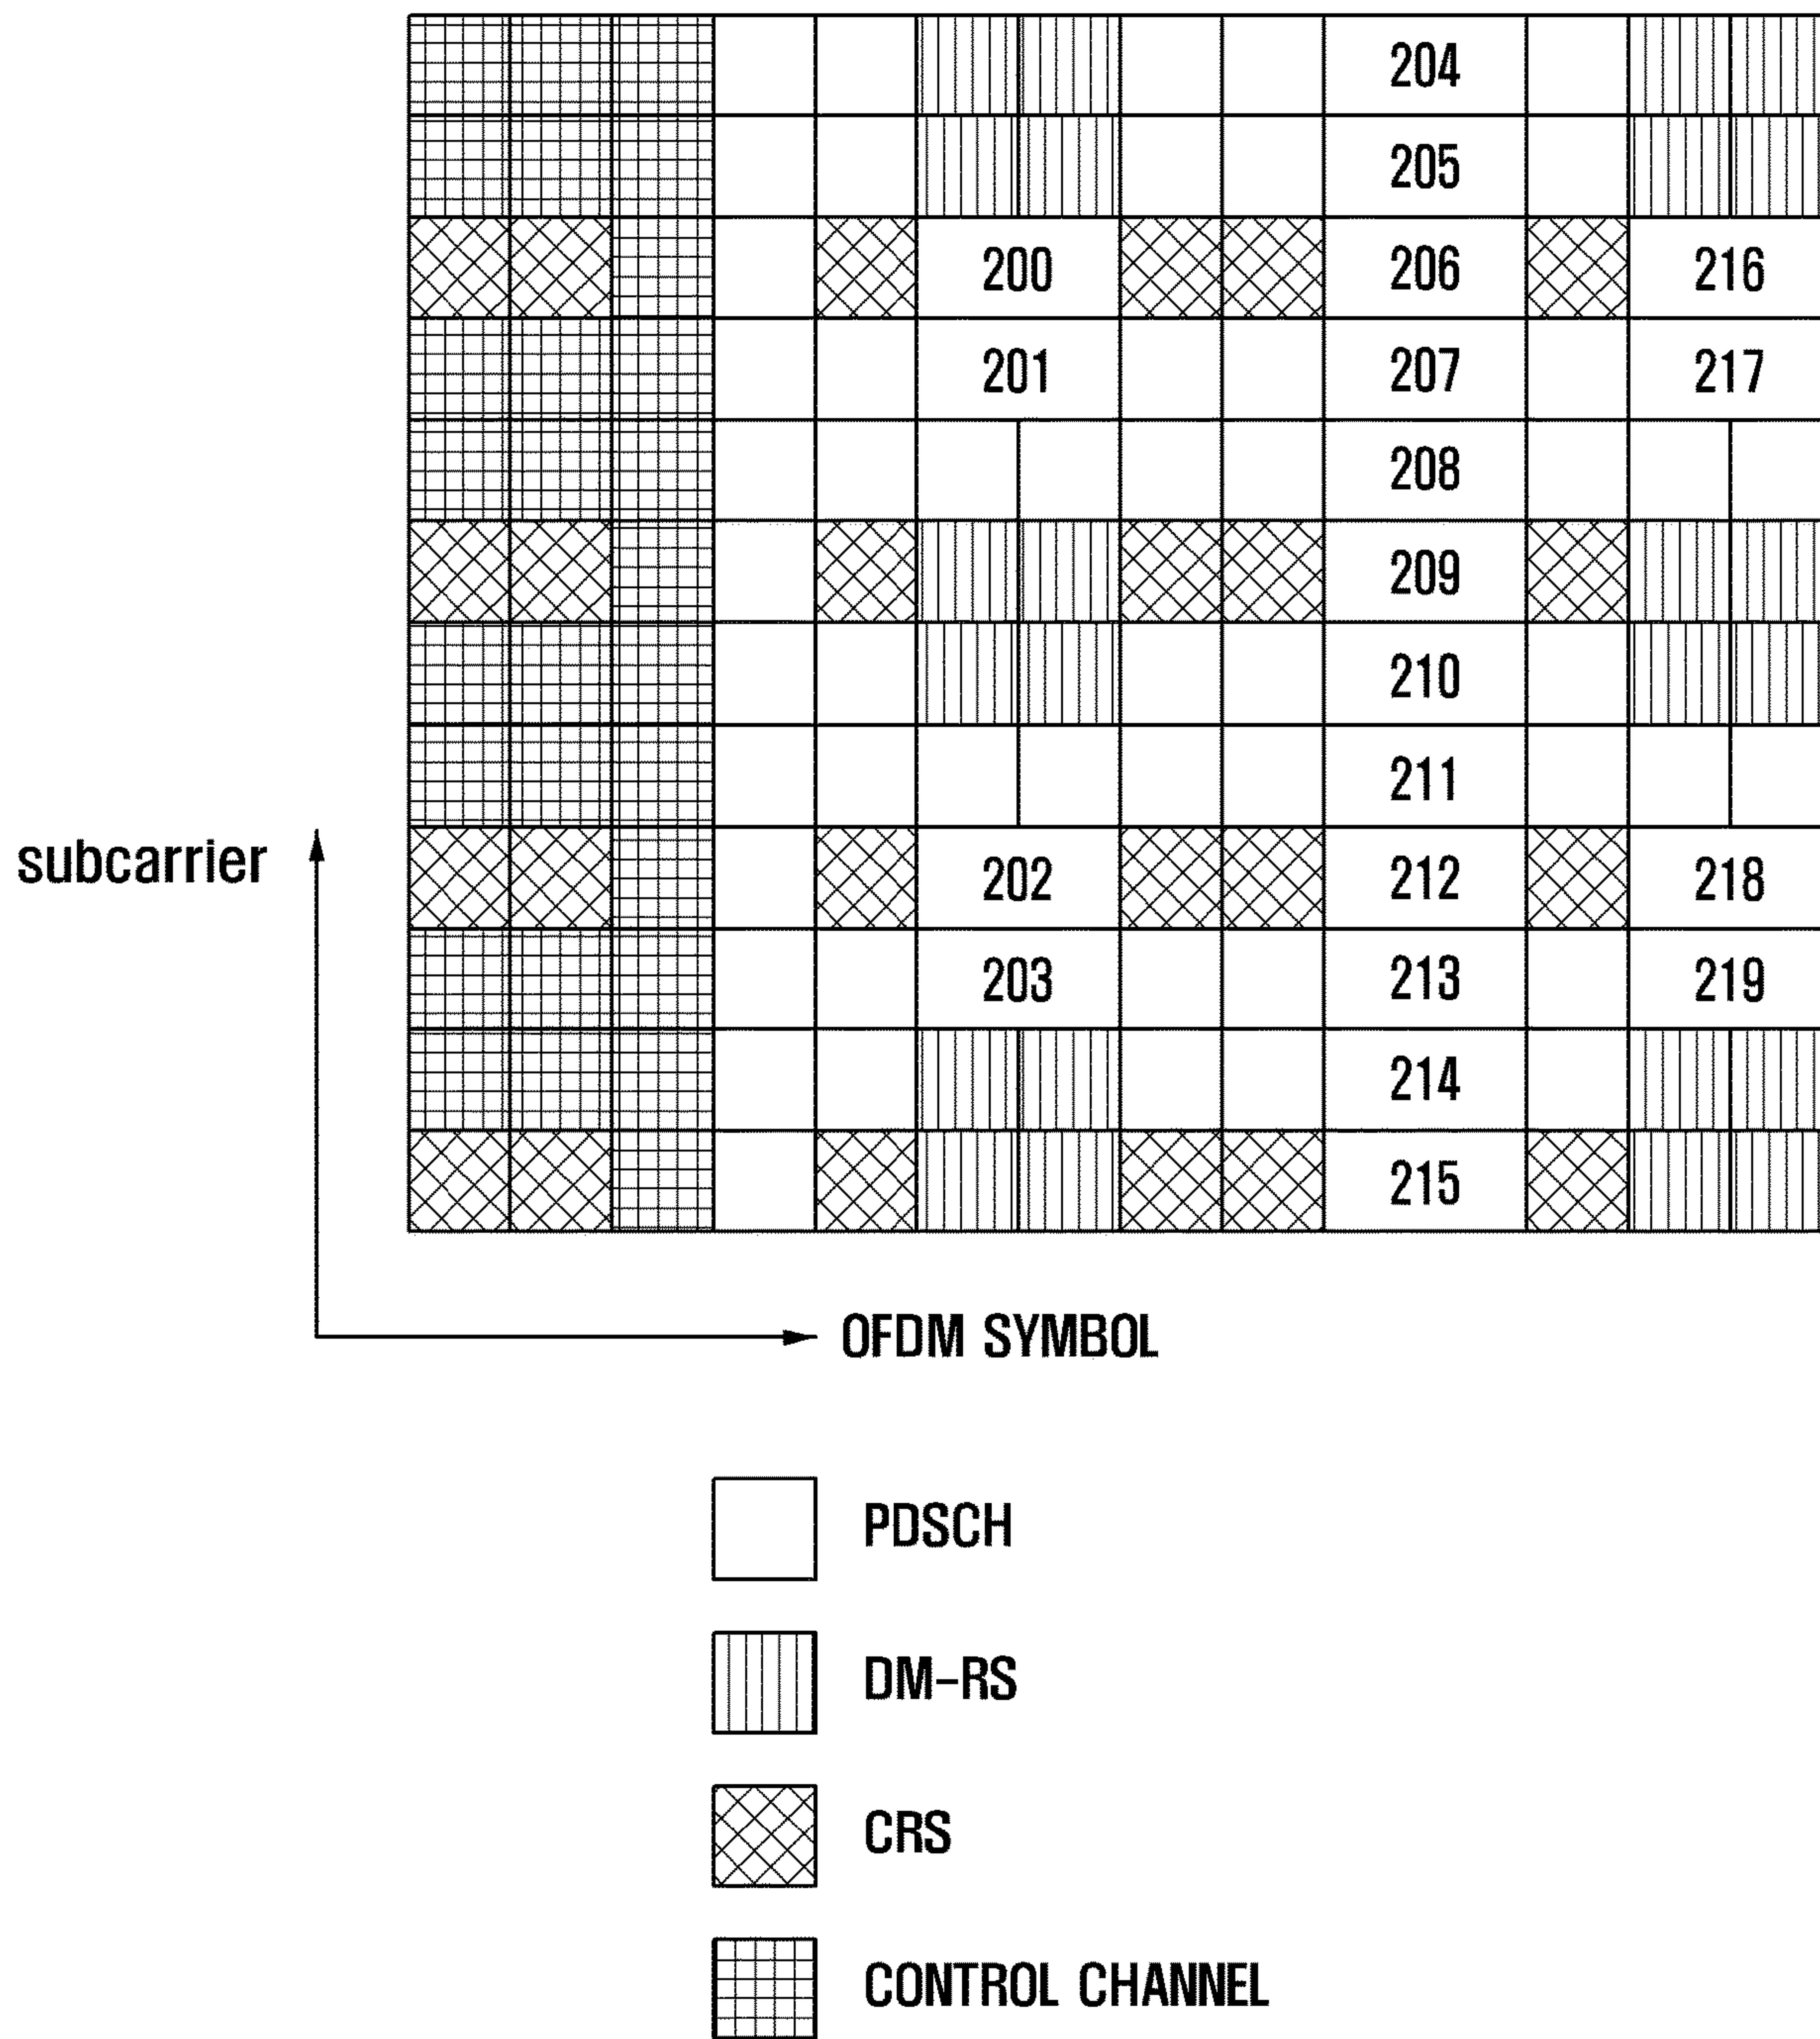 204
205
200 206 216
201 207 217
208
209
210
211
subcarrier
202 212 218
203 213 219
214
215
OFDM SYMBOL
PDSCH
DM-RS
CRS
CONTROL CHANNEL